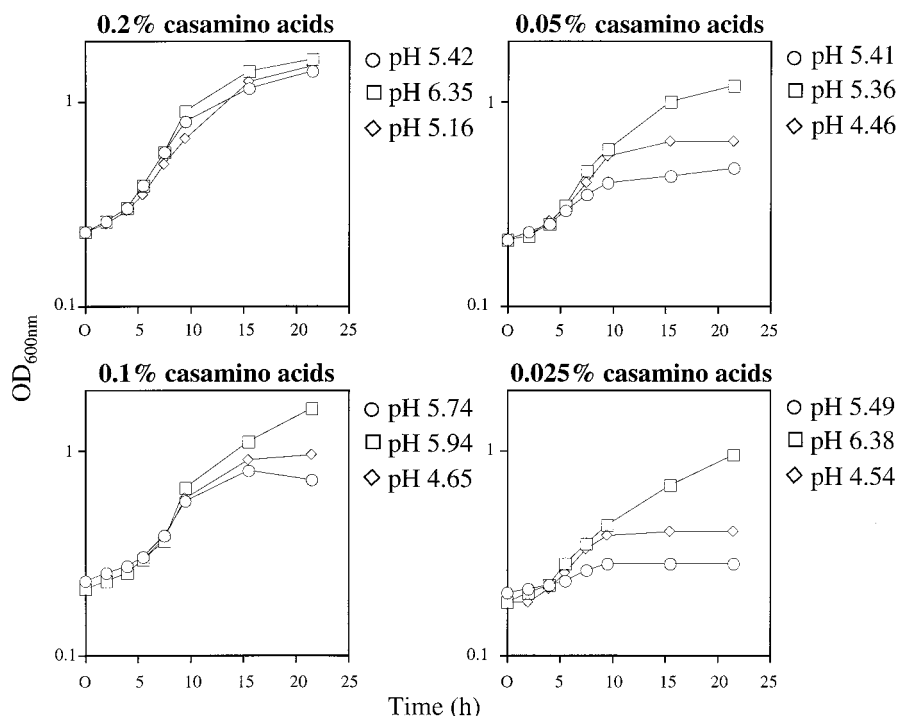 0.2% casamino acids
1
0.1
O 5 10 15 20 25
pH 5.42
pH 6.35
pH 5.16
0.05% casamino acids
1
0.1
O 5 10 15 20 25
pH 5.41
pH 5.36
pH 4.46
OD600nm
0.1% casamino acids
1
0.1
O 5 10 15 20 25
pH 5.74
pH 5.94
pH 4.65
0.025% casamino acids
1
0.1
O 5 10 15 20 25
pH 5.49
pH 6.38
pH 4.54
Time (h)